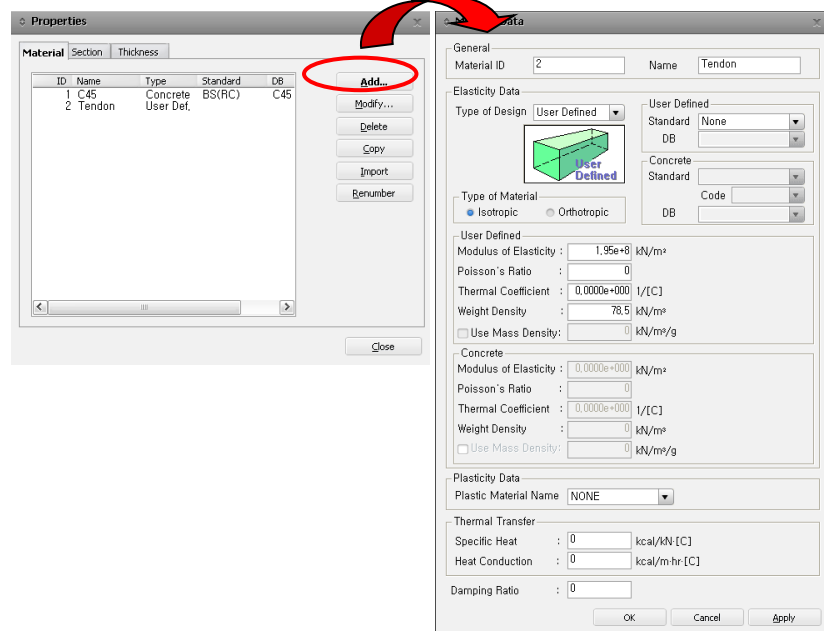 Properties
Material Section Thickness
ID Name Type Standard DB
1 C45 Concrete BS(RC) C45
2 Tendon User Def,
Add...
Modify...
Delete
Copy
Import
Renumber
Close
General
Material ID 2 Name Tendon
Elasticity Data
Type of Design User Defined
User Defined
User Defined
Standard None
DB
Concrete
Standard
Code
DB
Type of Material
Isotropic Orthotropic
User Defined
Modulus of Elasticity : 1,95e+8 kN/m²
Poisson's Ratio : 0
Thermal Coefficient : 0,0000e+000 1/[C]
Weight Density : 78,5 kN/m³
Use Mass Density: 0 kN/m³/g
Concrete
Modulus of Elasticity : 0,0000e+000 kN/m²
Poisson's Ratio : 0
Thermal Coefficient : 0,0000e+000 1/[C]
Weight Density : 0 kN/m³
Use Mass Density: 0 kN/m³/g
Plasticity Data
Plastic Material Name NONE
Thermal Transfer
Specific Heat : 0 kcal/kN·[C]
Heat Conduction : 0 kcal/m·hr·[C]
Damping Ratio : 0
OK Cancel Apply